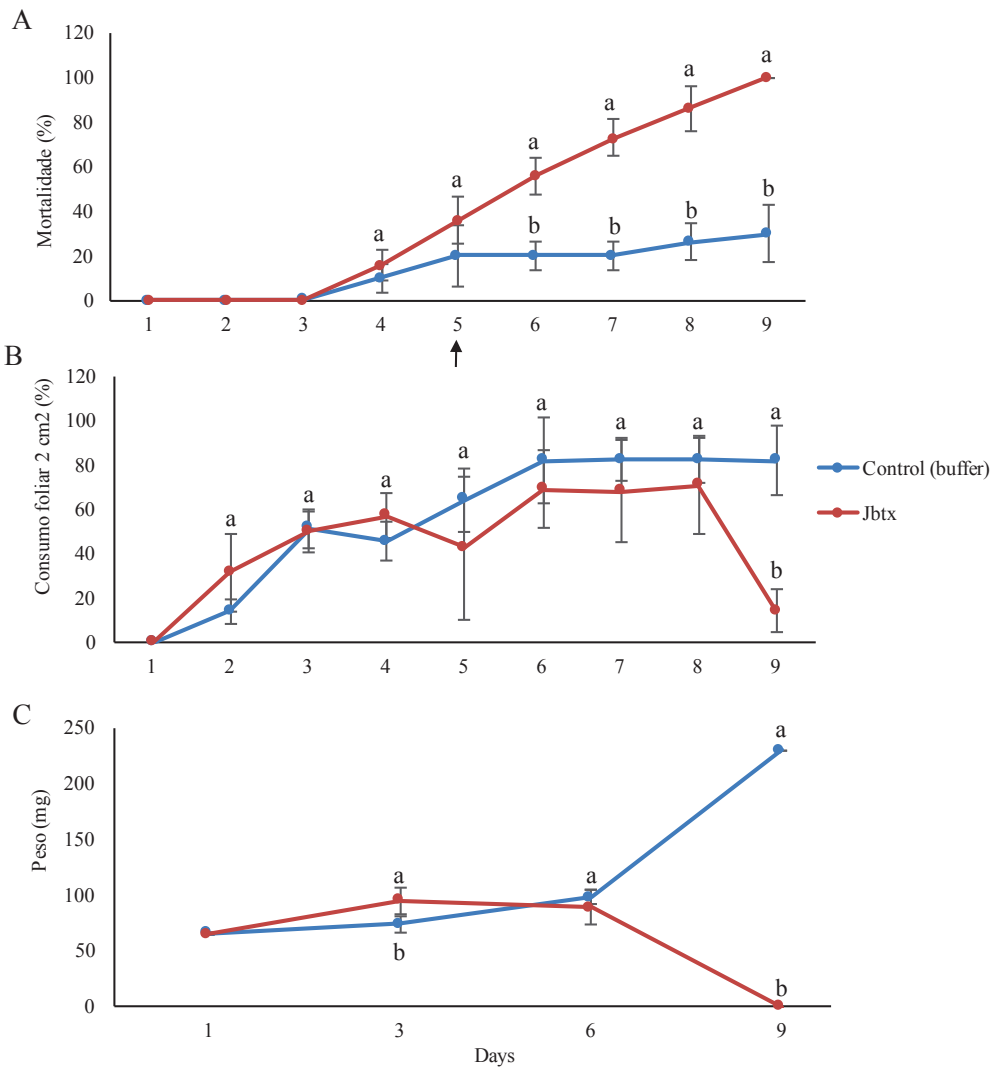 A
120
100
80
60
40
20
0
Mortalidade (%)
a
a
a
a
a
a
b
b
b
b
1 2 3 4 5 6 7 8 9
B
120
100
80
60
40
20
0
Consumo foliar 2 cm2 (%)
a
a
a
a
a
a
a
a
b
1 2 3 4 5 6 7 8 9
Control (buffer)
Jbtx
C
250
200
150
100
50
0
Peso (mg)
a
b
a
a
b
1 3 6 9
Days